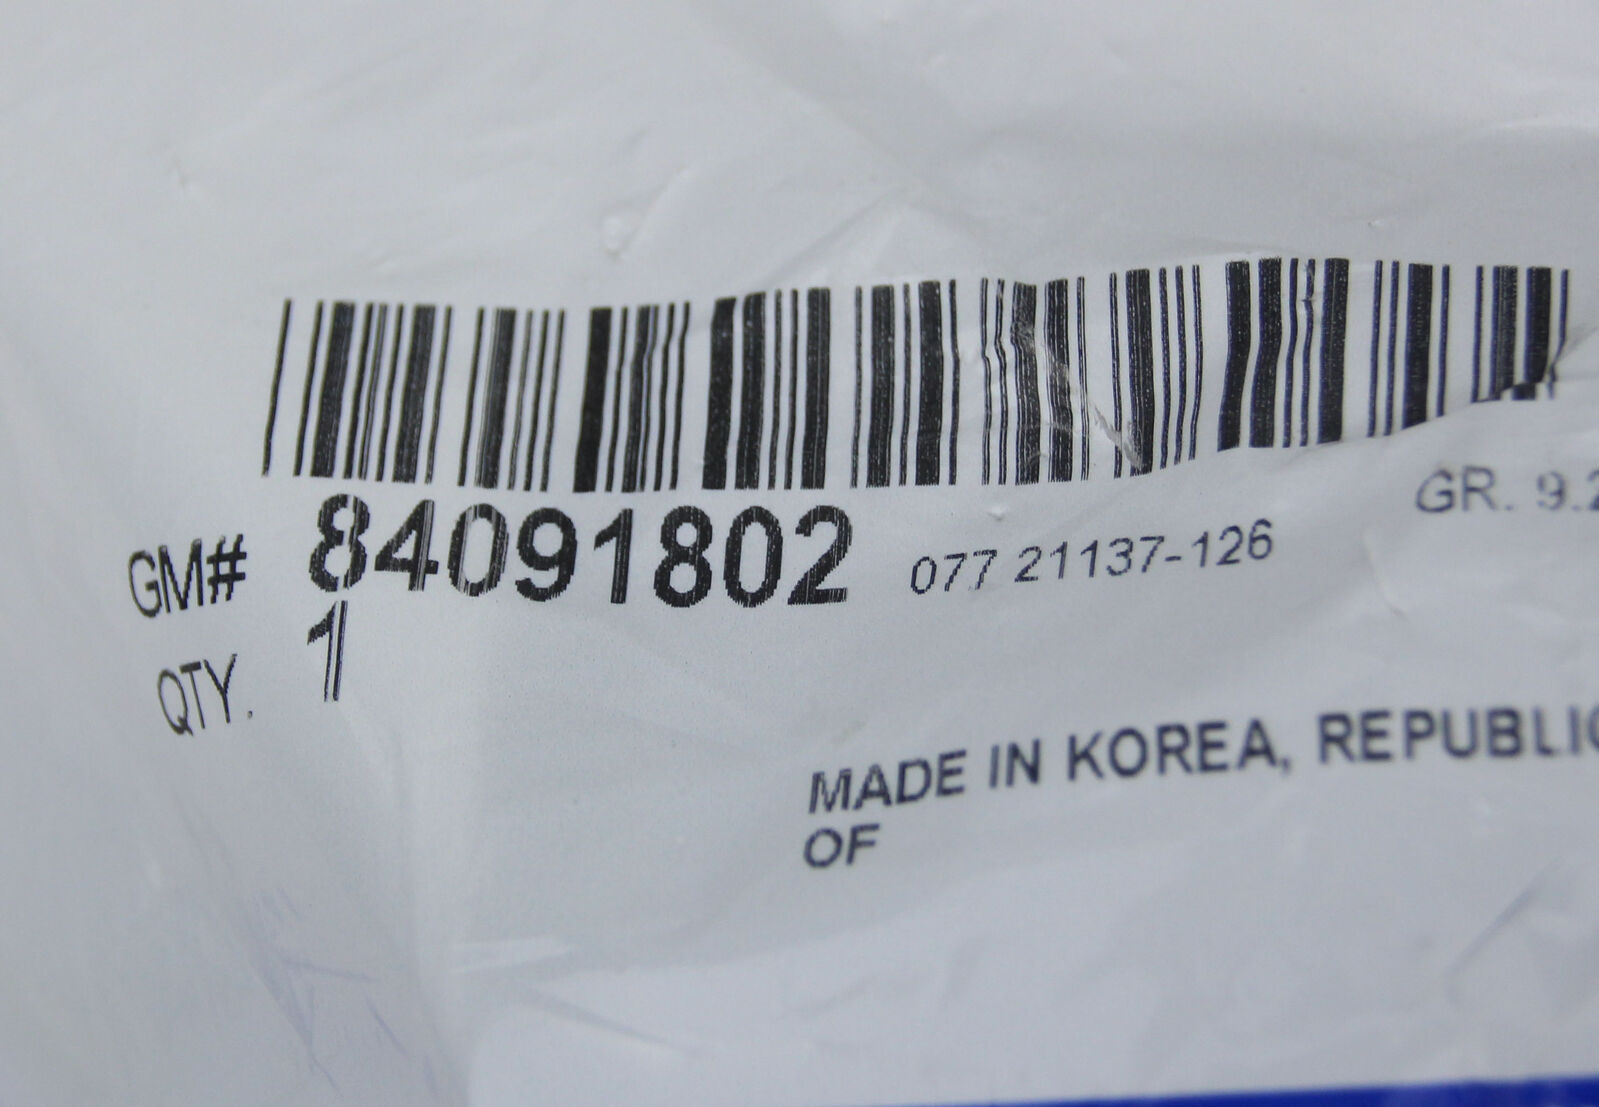 GM# 84091802 077 21137-126 GR. 9.2
QTY. 1
MADE IN KOREA, REPUBLIC
OF